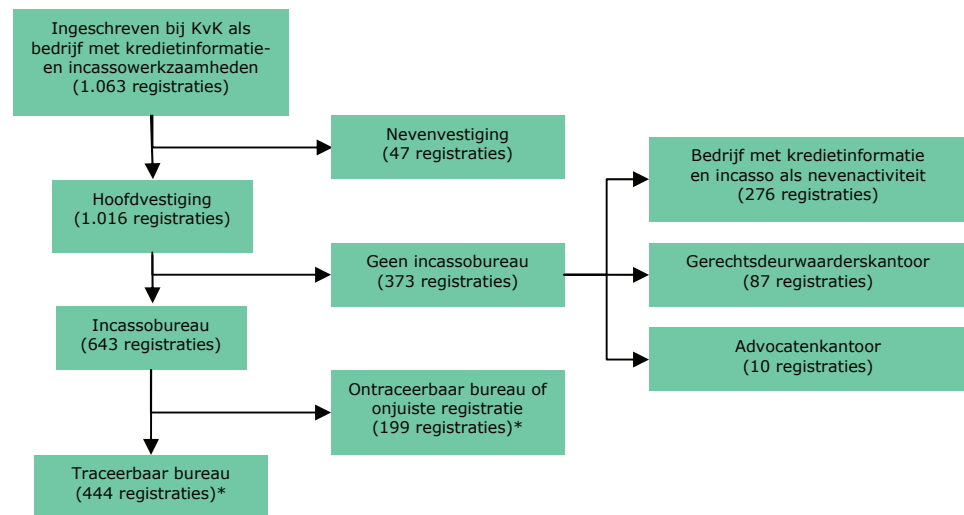 Ingeschreven bij KvK als
bedrijf met kredietinformatie-
en incassowerkzaamheden
(1.063 registraties)
Nevenvestiging
(47 registraties)
Bedrijf met kredietinformatie
en incasso als nevenactiviteit
(276 registraties)
Hoofdvestiging
(1.016 registraties)
Geen incassobureau
(373 registraties)
Gerechtsdeurwaarderskantoor
(87 registraties)
Incassobureau
(643 registraties)
Advocatenkantoor
(10 registraties)
Ontraceerbaar bureau of
onjuiste registratie
(199 registraties)*
Traceerbaar bureau
(444 registraties)*